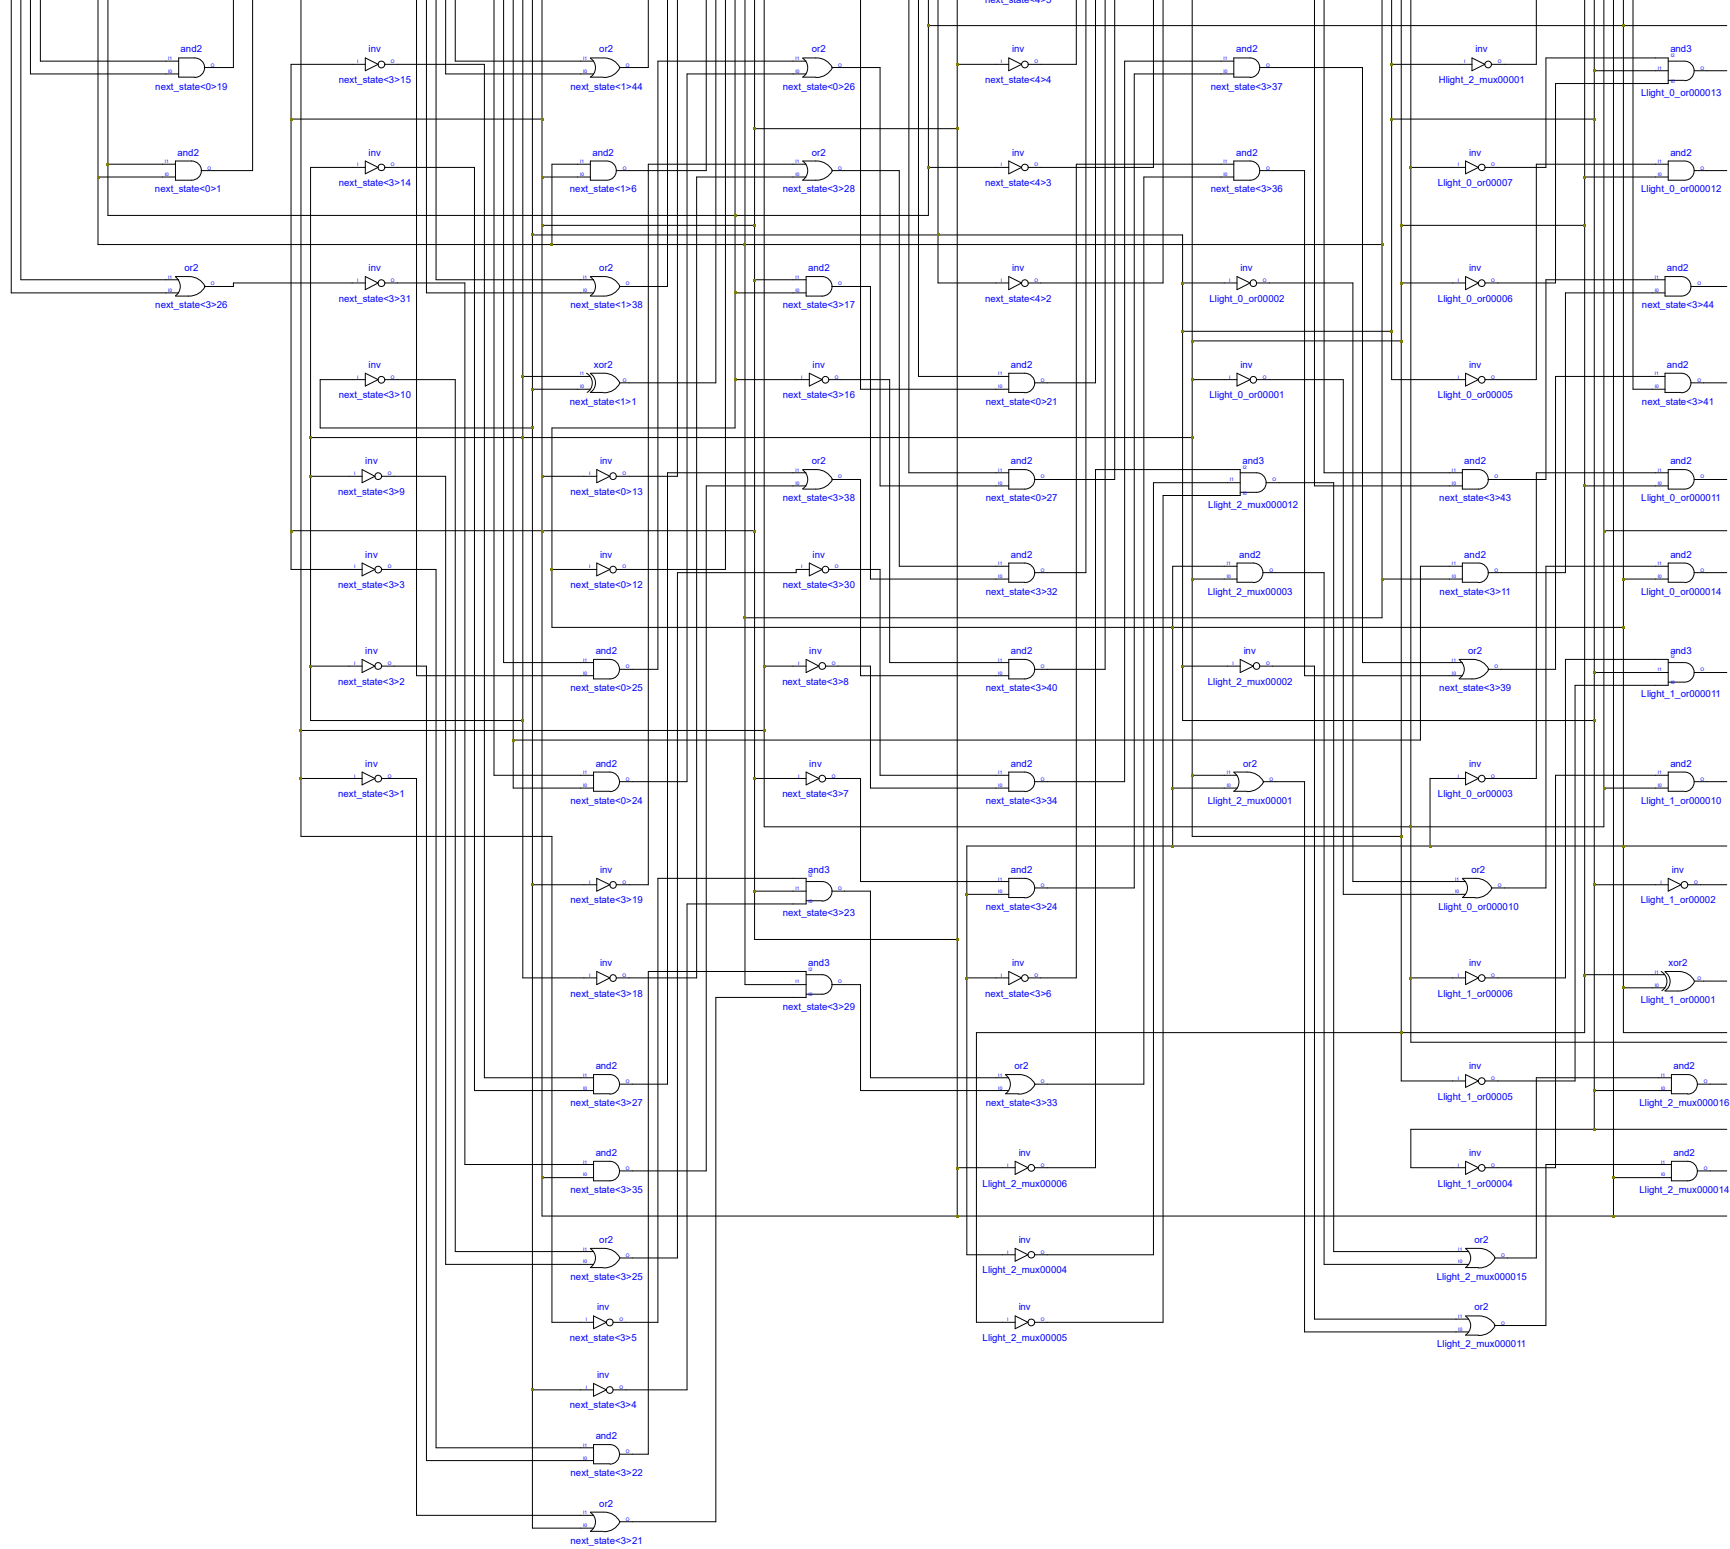 and2
inv
or2
or2
inv
and2
inv
and3
next_state<0>19
next_state<3>15
next_state<1>44
next_state<0>26
next_state<4>4
next_state<3>37
Hlight_2_mux00001
Llight_0_or000013
and2
inv
and2
or2
inv
and2
inv
and2
next_state<0>1
next_state<3>14
next_state<1>6
next_state<3>28
next_state<4>3
next_state<3>36
Llight_0_or00007
Llight_0_or000012
or2
inv
or2
and2
inv
inv
inv
and2
next_state<3>26
next_state<3>31
next_state<1>38
next_state<3>17
next_state<4>2
Llight_0_or00002
Llight_0_or00006
next_state<3>44
inv
xor2
inv
and2
inv
inv
and2
next_state<3>10
next_state<1>1
next_state<3>16
next_state<0>21
Llight_0_or00001
Llight_0_or00005
next_state<3>41
inv
inv
or2
and2
and3
and2
and2
next_state<3>9
next_state<0>13
next_state<3>38
next_state<0>27
Llight_2_mux000012
next_state<3>43
Llight_0_or000011
inv
inv
inv
and2
and2
and2
and2
next_state<3>3
next_state<0>12
next_state<3>30
next_state<3>32
Llight_2_mux00003
next_state<3>11
Llight_0_or000014
inv
and2
inv
and2
inv
or2
and3
next_state<3>2
next_state<0>25
next_state<3>8
next_state<3>40
Llight_2_mux00002
next_state<3>39
Llight_1_or000011
inv
and2
inv
and2
or2
inv
and2
next_state<3>1
next_state<0>24
next_state<3>7
next_state<3>34
Llight_2_mux00001
Llight_0_or00003
Llight_1_or000010
inv
and3
and2
or2
inv
next_state<3>19
next_state<3>23
next_state<3>24
Llight_0_or000010
Llight_1_or00002
inv
and3
inv
inv
xor2
next_state<3>18
next_state<3>29
next_state<3>6
Llight_1_or00006
Llight_1_or00001
and2
or2
inv
and2
next_state<3>27
next_state<3>33
Llight_1_or00005
Llight_2_mux000016
and2
inv
inv
and2
next_state<3>35
Llight_2_mux00006
Llight_1_or00004
Llight_2_mux000014
or2
inv
or2
next_state<3>25
Llight_2_mux00004
Llight_2_mux000015
inv
inv
or2
next_state<3>5
Llight_2_mux00005
Llight_2_mux000011
inv
next_state<3>4
and2
next_state<3>22
or2
next_state<3>21